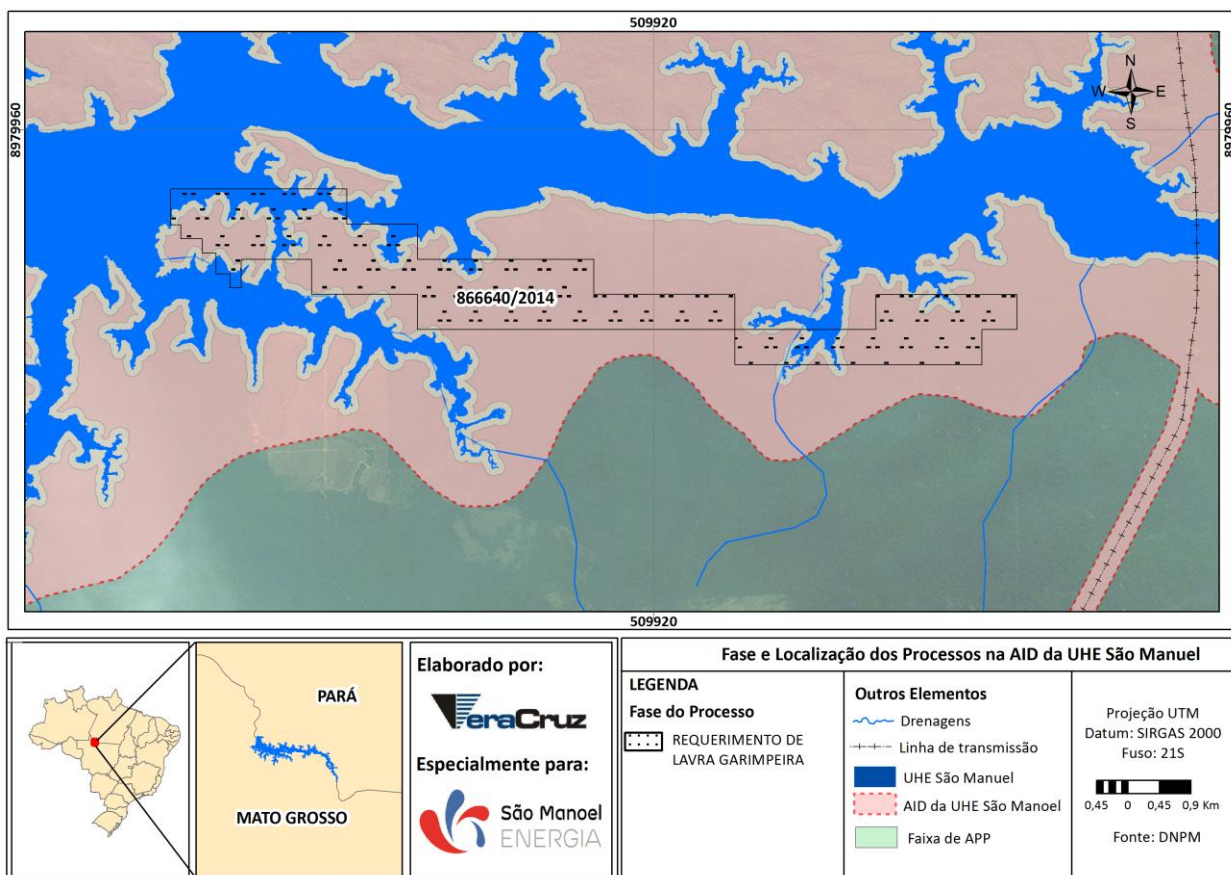 509920
8979960
8979960
N
W E
S
866640/2014
509920
PARÁ
MATO GROSSO
Elaborado por:
VeraCruz
Especialmente para:
São Manoel
ENERGIA
Fase e Localização dos Processos na AID da UHE São Manuel
LEGENDA
Fase do Processo
REQUERIMENTO DE
LAVRA GARIMPEIRA
Outros Elementos
Drenagens
Linha de transmissão
UHE São Manuel
AID da UHE São Manoel
Faixa de APP
Projeção UTM
Datum: SIRGAS 2000
Fuso: 21S
0,45 0 0,45 0,9 Km
Fonte: DNPM